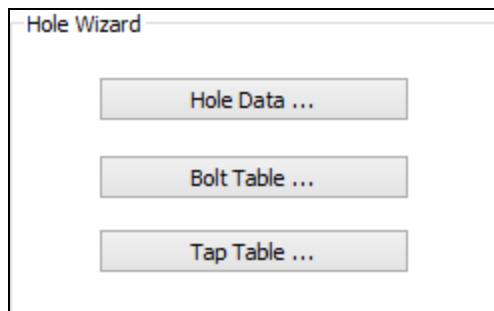 Hole Wizard
Hole Data ...
Bolt Table ...
Tap Table ...